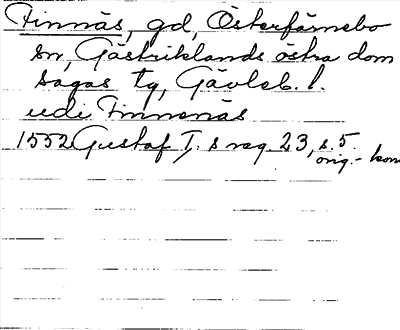 Finnäs, gd, Österfärnebo
sn, Gästriklands östra dom
sagas tg, Gävleb. l.
udi Finnenäs
1552 Gustaf I:s reg. 23, s. 5.
orig.- kon